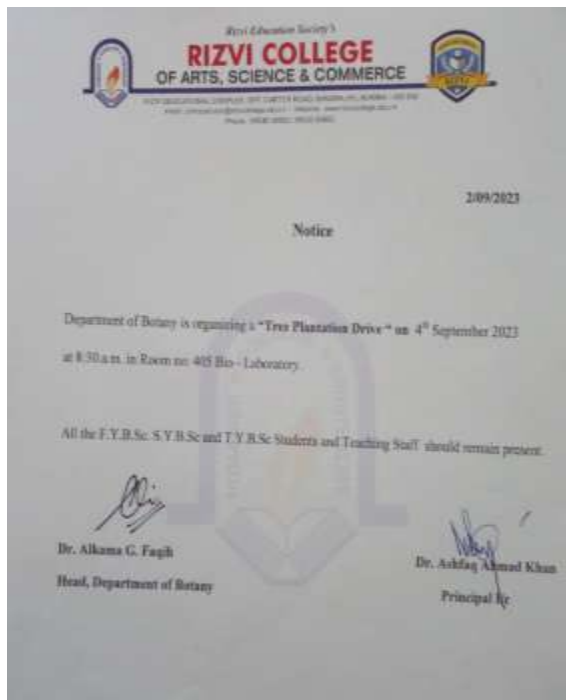 Rizvi Education Society's
RIZVI COLLEGE
OF ARTS, SCIENCE & COMMERCE
2/09/2023
Notice
Department of Botany is organizing a "Tree Plantation Drive " on 4th September 2023
at 8.30 a.m. in Room no: 405 Bio - Laboratory.
All the F.Y.B.Sc. S.Y.B.Sc and T.Y.B.Sc Students and Teaching Staff should remain present.
Dr. Alkama G. Faqih
Head, Department of Botany
Dr. Ashfaq Ahmad Khan
Principal